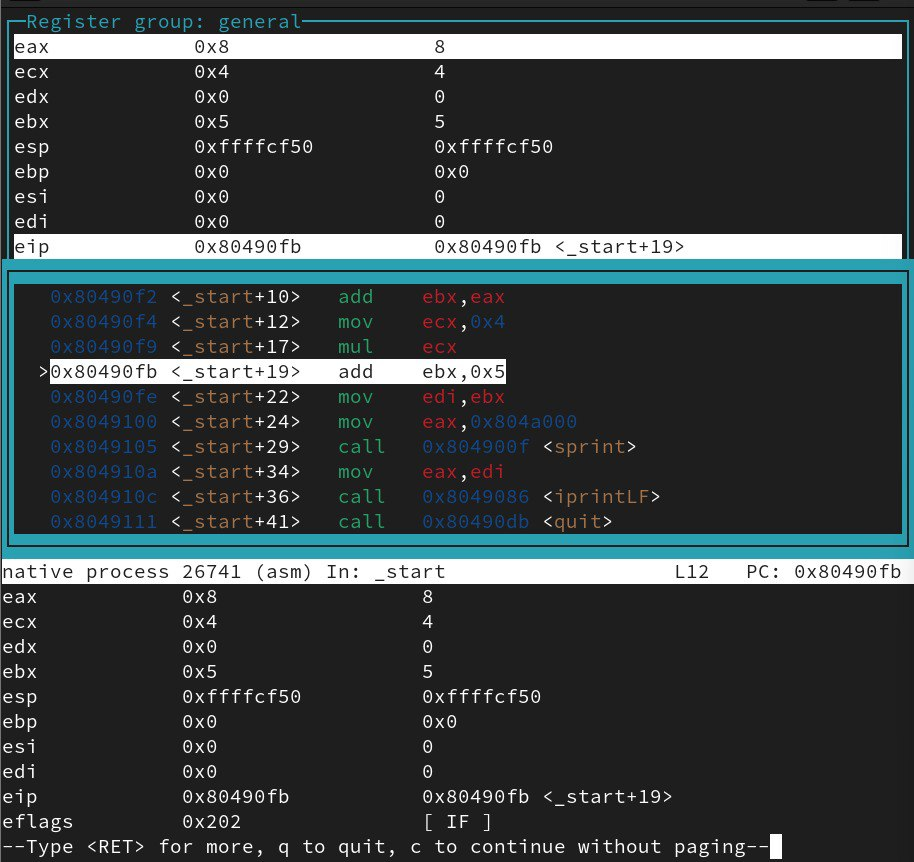 Register group: general
eax 0x8 8
ecx 0x4 4
edx 0x0 0
ebx 0x5 5
esp 0xffffcf50 0xffffcf50
ebp 0x0 0x0
esi 0x0 0
edi 0x0 0
eip 0x80490fb 0x80490fb <_start+19>
0x80490f2 <_start+10> add ebx,eax
0x80490f4 <_start+12> mov ecx,0x4
0x80490f9 <_start+17> mul ecx
>0x80490fb <_start+19> add ebx,0x5
0x80490fe <_start+22> mov edi,ebx
0x8049100 <_start+24> mov eax,0x804a000
0x8049105 <_start+29> call 0x804900f <sprint>
0x804910a <_start+34> mov eax,edi
0x804910c <_start+36> call 0x8049086 <iprintLF>
0x8049111 <_start+41> call 0x80490db <quit>
native process 26741 (asm) In: _start L12 PC: 0x80490fb
eax 0x8 8
ecx 0x4 4
edx 0x0 0
ebx 0x5 5
esp 0xffffcf50 0xffffcf50
ebp 0x0 0x0
esi 0x0 0
edi 0x0 0
eip 0x80490fb 0x80490fb <_start+19>
eflags 0x202 [ IF ]
--Type <RET> for more, q to quit, c to continue without paging--